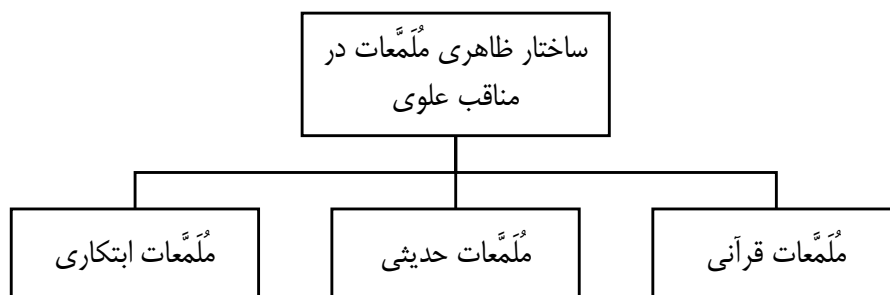 ساختار ظاهری مُلَمَّعات در
مناقب علوی
مُلَمَّعات قرآنی
مُلَمَّعات حدیثی
مُلَمَّعات ابتکاری